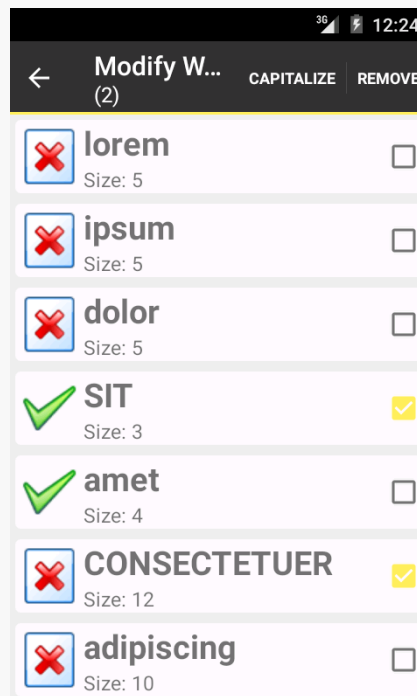 3G 12:24
Modify W...
(2)
CAPITALIZE
REMOVE
lorem
Size: 5
ipsum
Size: 5
dolor
Size: 5
SIT
Size: 3
amet
Size: 4
CONSECTETUER
Size: 12
adipiscing
Size: 10